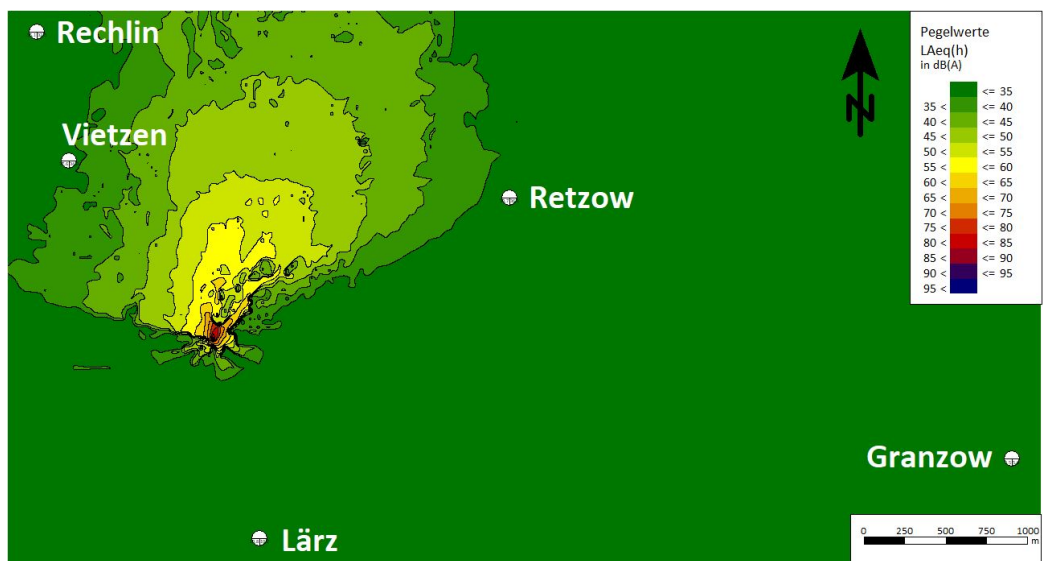 Rechlin
Vietzen
Retzow
Granzow
Lärz
N
Pegelwerte
LAeq(h)
in dB(A)
<= 35
35 < <= 40
40 < <= 45
45 < <= 50
50 < <= 55
55 < <= 60
60 < <= 65
65 < <= 70
70 < <= 75
75 < <= 80
80 < <= 85
85 < <= 90
90 < <= 95
95 <
0 250 500 750 1000
m